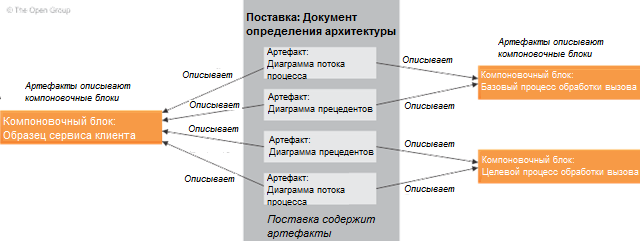 © The Open Group
Поставка: Документ
определения архитектуры
Артефакты описывают
компоновочные блоки
Компоновочный блок:
Образец сервиса клиента
Описывает
Описывает
Описывает
Описывает
Артефакт:
Диаграмма потока
процесса
Артефакт:
Диаграмма прецедентов
Артефакт:
Диаграмма прецедентов
Артефакт:
Диаграмма потока
процесса
Поставка содержит
артефакты
Описывает
Описывает
Описывает
Описывает
Артефакты описывают
компоновочные блоки
Компоновочный блок:
Базовый процесс обработки вызова
Компоновочный блок:
Целевой процесс обработки вызова